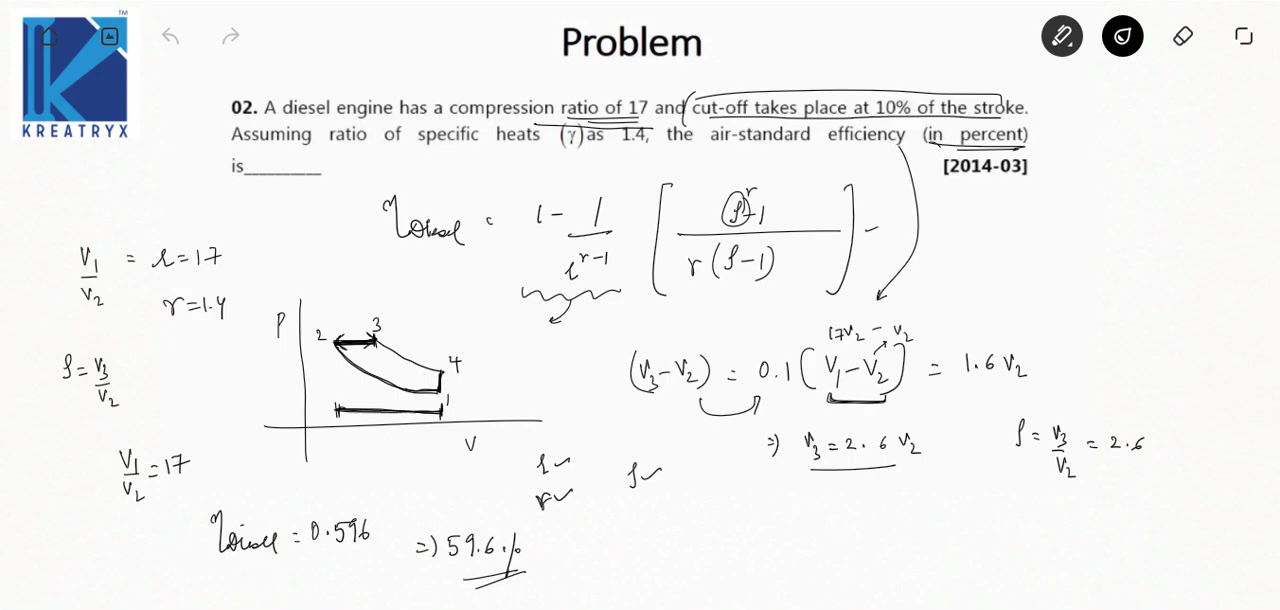 ™
KREATRYX
Problem
02. A diesel engine has a compression ratio of 17 and cut-off takes place at 10% of the stroke.
Assuming ratio of specific heats (γ)as 1.4, the air-standard efficiency (in percent)
is__________ [2014-03]
ηDiesel = 1 - 1/r^γ-1 [ρ^γ-1/γ(ρ-1)]
V1/V2 = r = 17
γ = 1.4
P
2 3
4
1
V
ρ = V3/V2
V1/V2 = 17
17V2 - V2
(V3 - V2) = 0.1 (V1 - V2) = 1.6 V2
⇒ V3 = 2.6 V2
ρ = V3/V2 = 2.6
r ✓
γ ✓
ρ ✓
ηDiesel = 0.596 ⇒ 59.6 %